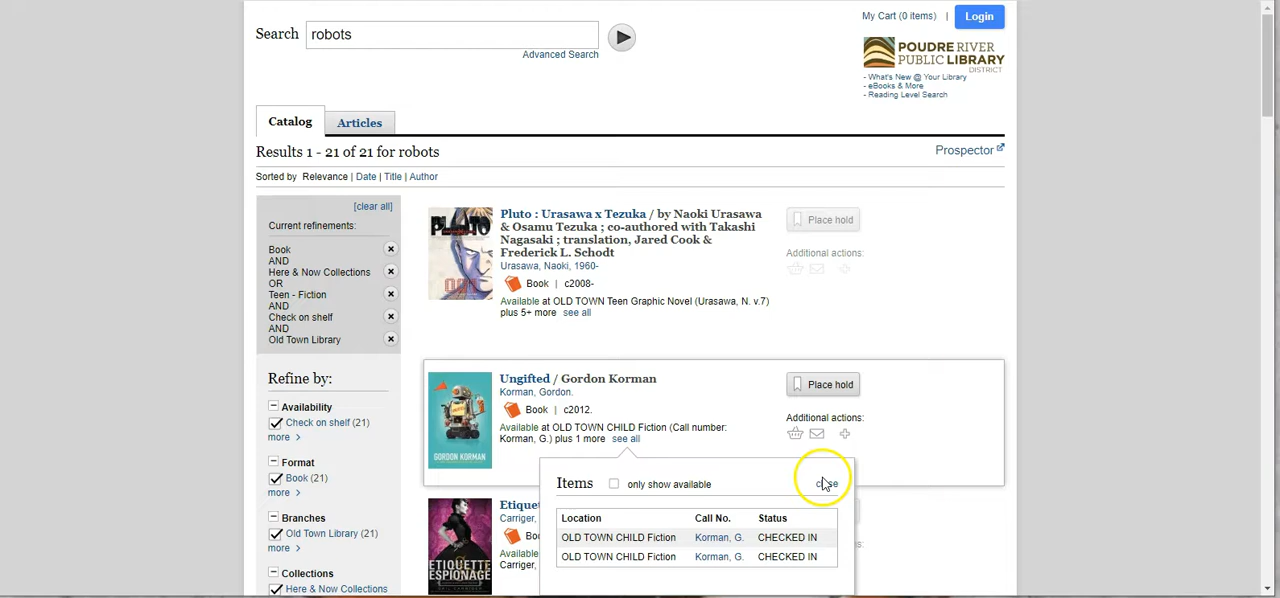 My Cart (0 items) | Login
Search robots
Advanced Search
POUDRE RIVER
PUBLIC LIBRARY
DISTRICT
- What's New @ Your Library
- eBooks & More
- Reading Level Search
Catalog Articles
Results 1 - 21 of 21 for robots
Prospector
Sorted by Relevance | Date | Title | Author
[clear all]
Current refinements:
Book
AND
Here & Now Collections
OR
Teen - Fiction
AND
Check on shelf
AND
Old Town Library
Refine by:
Availability
Check on shelf (21)
more >
Format
Book (21)
more >
Branches
Old Town Library (21)
more >
Collections
Here & Now Collections
PLUTO
Pluto : Urasawa x Tezuka / by Naoki Urasawa
& Osamu Tezuka ; co-authored with Takashi
Nagasaki ; translation, Jared Cook &
Frederick L. Schodt
Urasawa, Naoki, 1960-
Book | c2008-
Available at OLD TOWN Teen Graphic Novel (Urasawa, N. v.7)
plus 5+ more see all
Place hold
Additional actions:
GORDON KORMAN
Ungifted / Gordon Korman
Korman, Gordon.
Book | c2012.
Available at OLD TOWN CHILD Fiction (Call number:
Korman, G.) plus 1 more see all
Place hold
Additional actions:
Items only show available
Location Call No. Status
OLD TOWN CHILD Fiction Korman, G. CHECKED IN
OLD TOWN CHILD Fiction Korman, G. CHECKED IN
ETIQUETTE
ESPIONAGE
Carriger,
Available
Carriger,